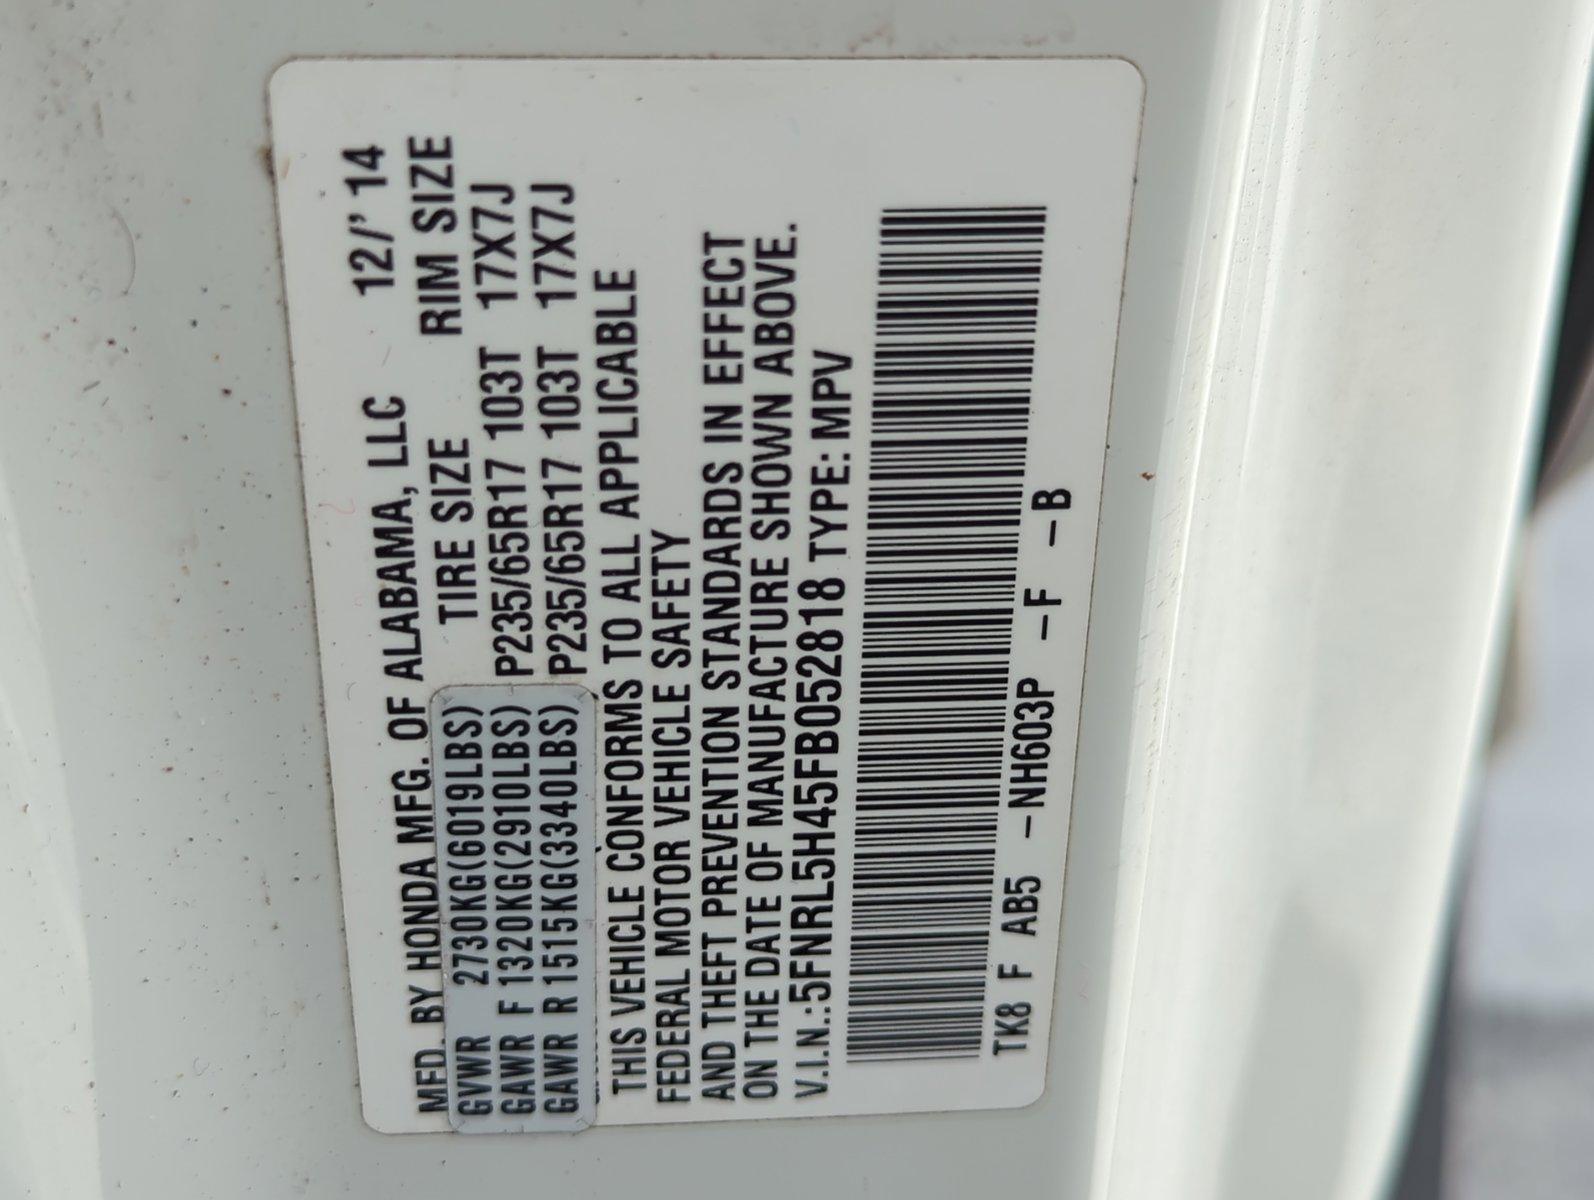 MFD. BY HONDA MFG. OF ALABAMA, LLC 12/' 14
TIRE SIZE RIM SIZE
GVWR 2730KG(6019LBS)
GAWR F 1320KG(2910LBS) P235/65R17 103T 17X7J
GAWR R 1515KG(3340LBS) P235/65R17 103T 17X7J
THIS VEHICLE CONFORMS TO ALL APPLICABLE
FEDERAL MOTOR VEHICLE SAFETY
AND THEFT PREVENTION STANDARDS IN EFFECT
ON THE DATE OF MANUFACTURE SHOWN ABOVE.
V.I.N.:5FNRL5H45FB052818 TYPE: MPV
TK8 F AB5 -NH603P -F -B